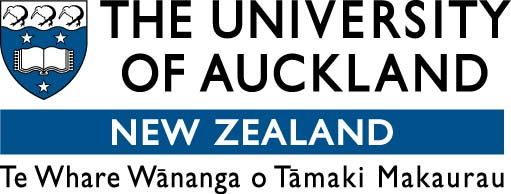 THE UNIVERSITY
OF AUCKLAND
NEW ZEALAND
Te Whare Wānanga o Tāmaki Makaurau